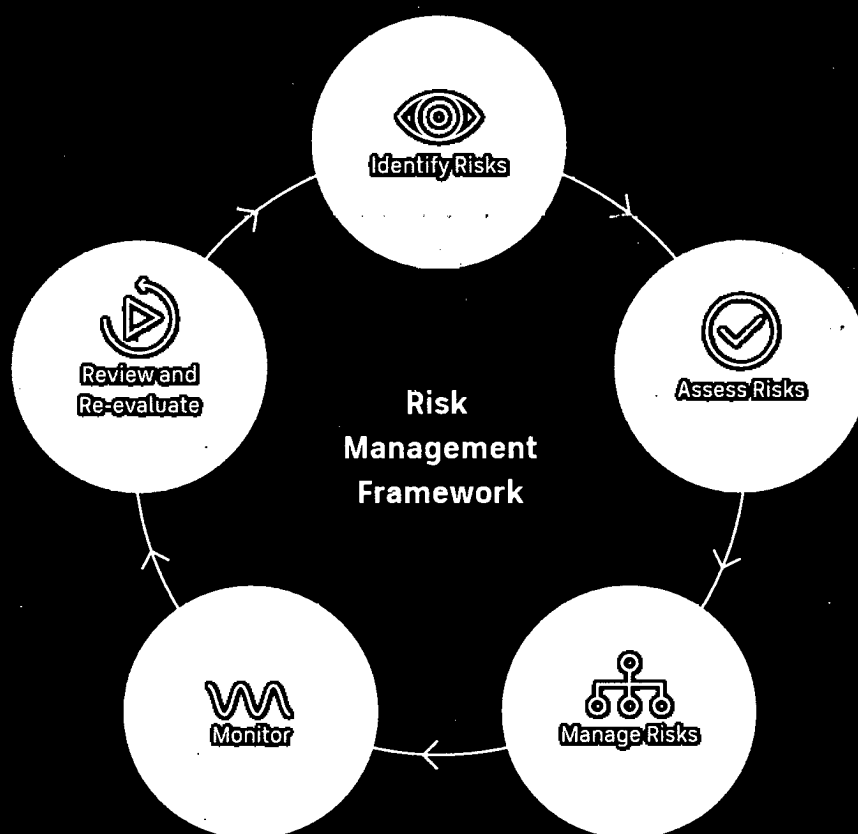 Identify Risks
Assess Risks
Manage Risks
Monitor
Review and
Re-evaluate
Risk
Management
Framework